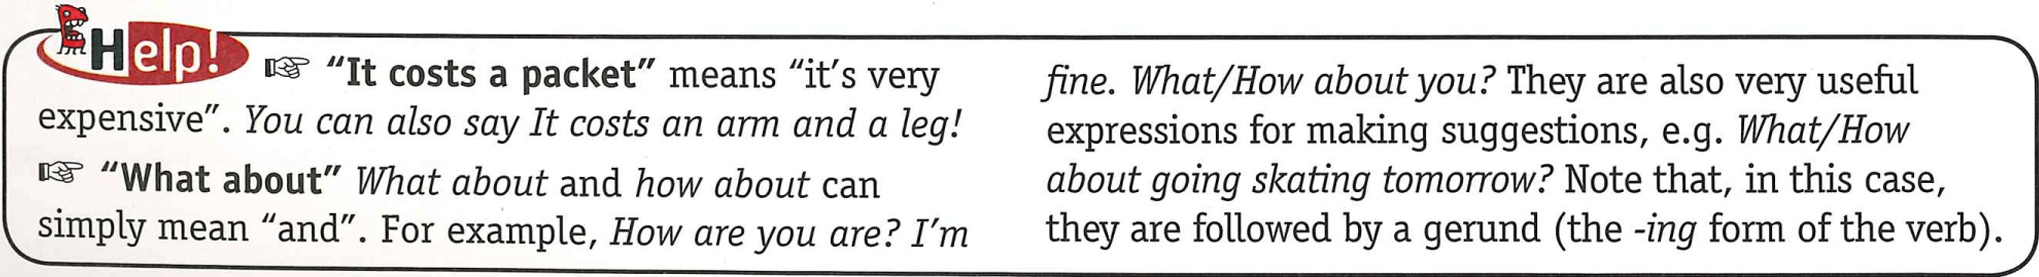 Help!
☞ “It costs a packet” means “it’s very
expensive”. You can also say It costs an arm and a leg!
☞ “What about” What about and how about can
simply mean “and”. For example, How are you are? I’m
fine. What/How about you? They are also very useful
expressions for making suggestions, e.g. What/How
about going skating tomorrow? Note that, in this case,
they are followed by a gerund (the -ing form of the verb).